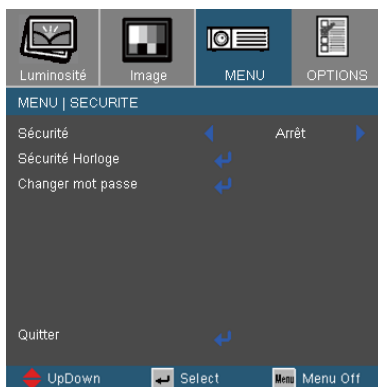 Luminosité Image MENU OPTIONS
MENU | SECURITE
Sécurité Arrêt
Sécurité Horloge
Changer mot passe
Quitter
UpDown Select Menu Menu Off